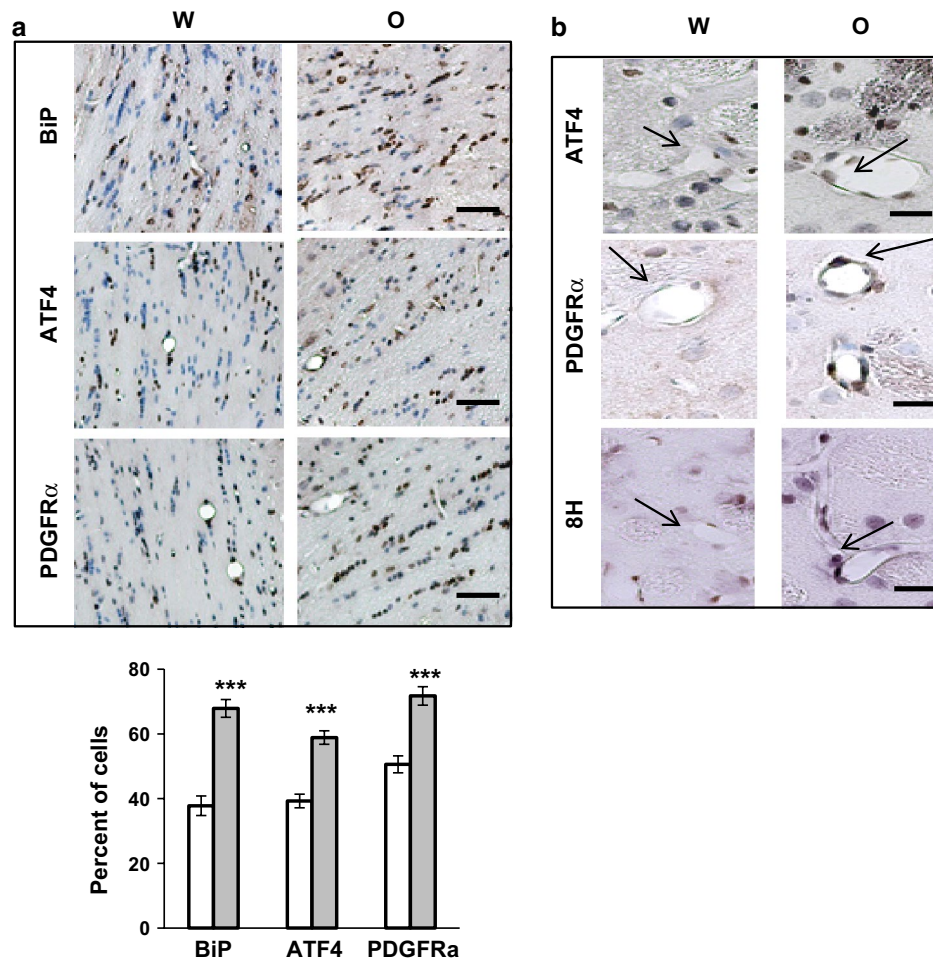 a
W
O
BiP
ATF4
PDGFRα
b
W
O
ATF4
PDGFRα
8H
Percent of cells
80
60
40
20
0
***
***
***
BiP
ATF4
PDGFRa